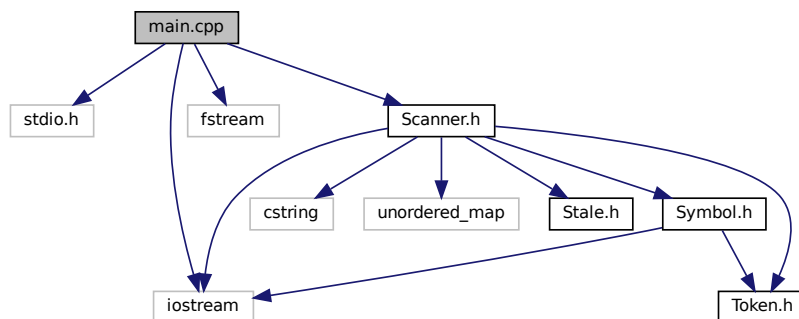 main.cpp
stdio.h
fstream
Scanner.h
cstring
unordered_map
Stale.h
Symbol.h
iostream
Token.h